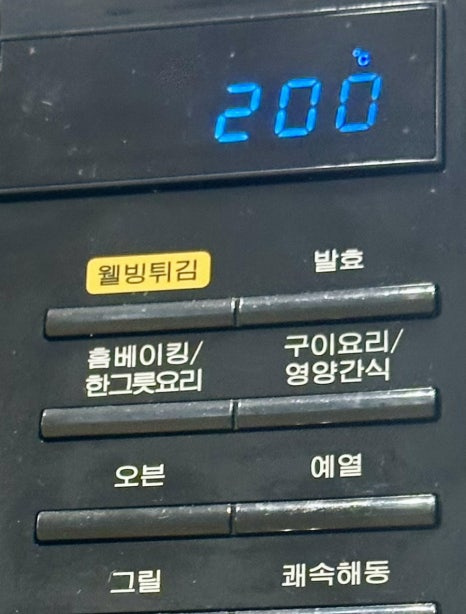 ℃
200
웰빙튀김 발효
홈베이킹/ 구이요리/
한그릇요리 영양간식
오븐 예열
그릴 쾌속해동